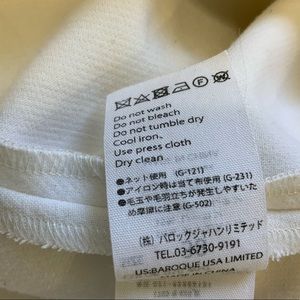 Do not wash
Do not bleach
Do not tumble dry
Cool iron.
Use press cloth
Dry clean
●ネット使用 (G-121)
●アイロン時は当て布使用(G-231)
●毛玉や毛羽立ちが発生しやすいた
め摩擦に注意 (G-502)
(株) バロックジャパンリミテッド
TEL.03-6730-9191
US:BAROQUE USA LIMITED
MADE IN CHINA